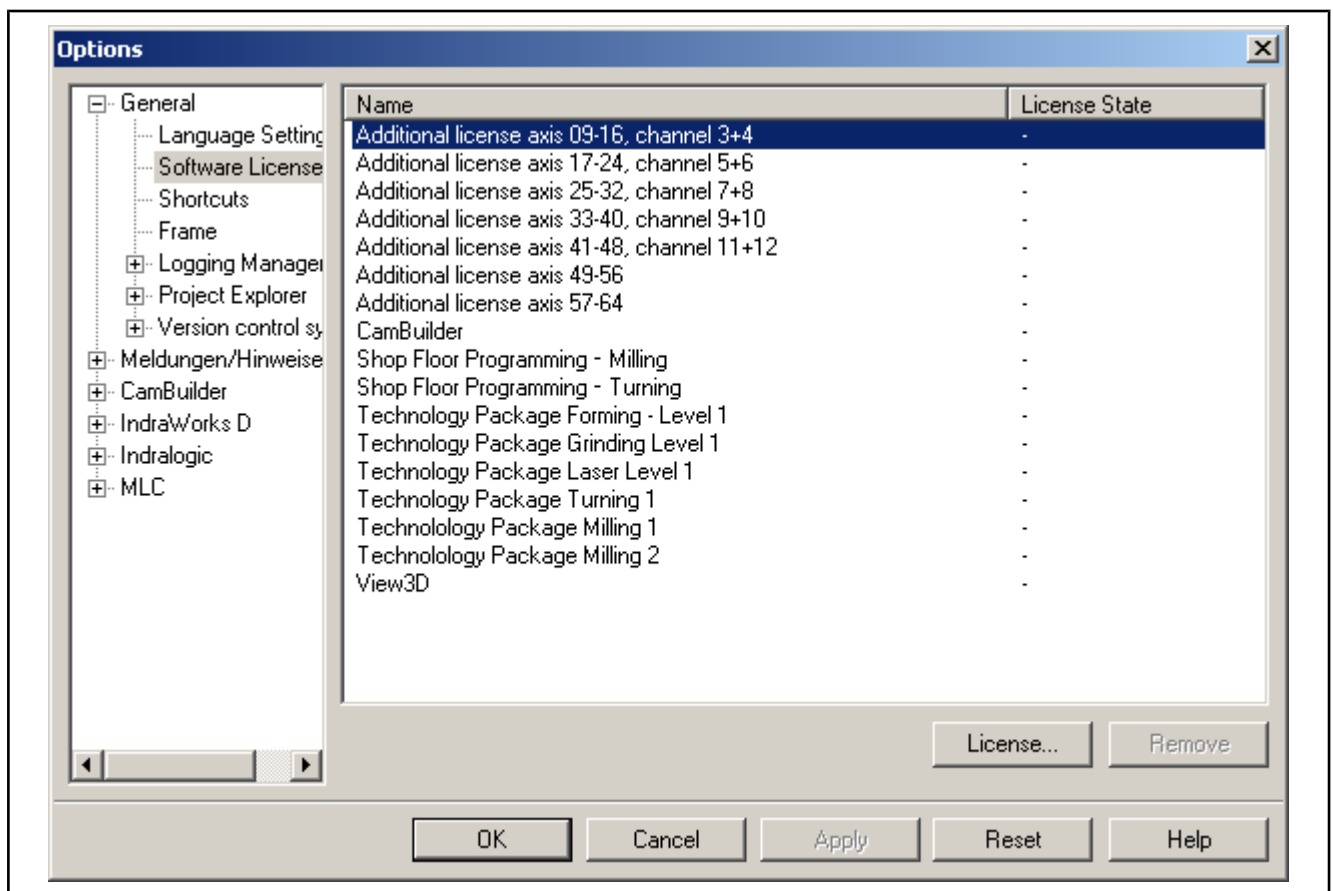 Options
General
Language Setting
Software License
Shortcuts
Frame
Logging Manager
Project Explorer
Version control sy
Meldungen/Hinweise
CamBuilder
IndraWorks D
Indralogic
MLC
Name License State
Additional license axis 09-16, channel 3+4 -
Additional license axis 17-24, channel 5+6 -
Additional license axis 25-32, channel 7+8 -
Additional license axis 33-40, channel 9+10 -
Additional license axis 41-48, channel 11+12 -
Additional license axis 49-56 -
Additional license axis 57-64 -
CamBuilder -
Shop Floor Programming - Milling -
Shop Floor Programming - Turning -
Technology Package Forming - Level 1 -
Technology Package Grinding Level 1 -
Technology Package Laser Level 1 -
Technology Package Turning 1 -
Technolology Package Milling 1 -
Technolology Package Milling 2 -
View3D -
License... Remove
OK Cancel Apply Reset Help